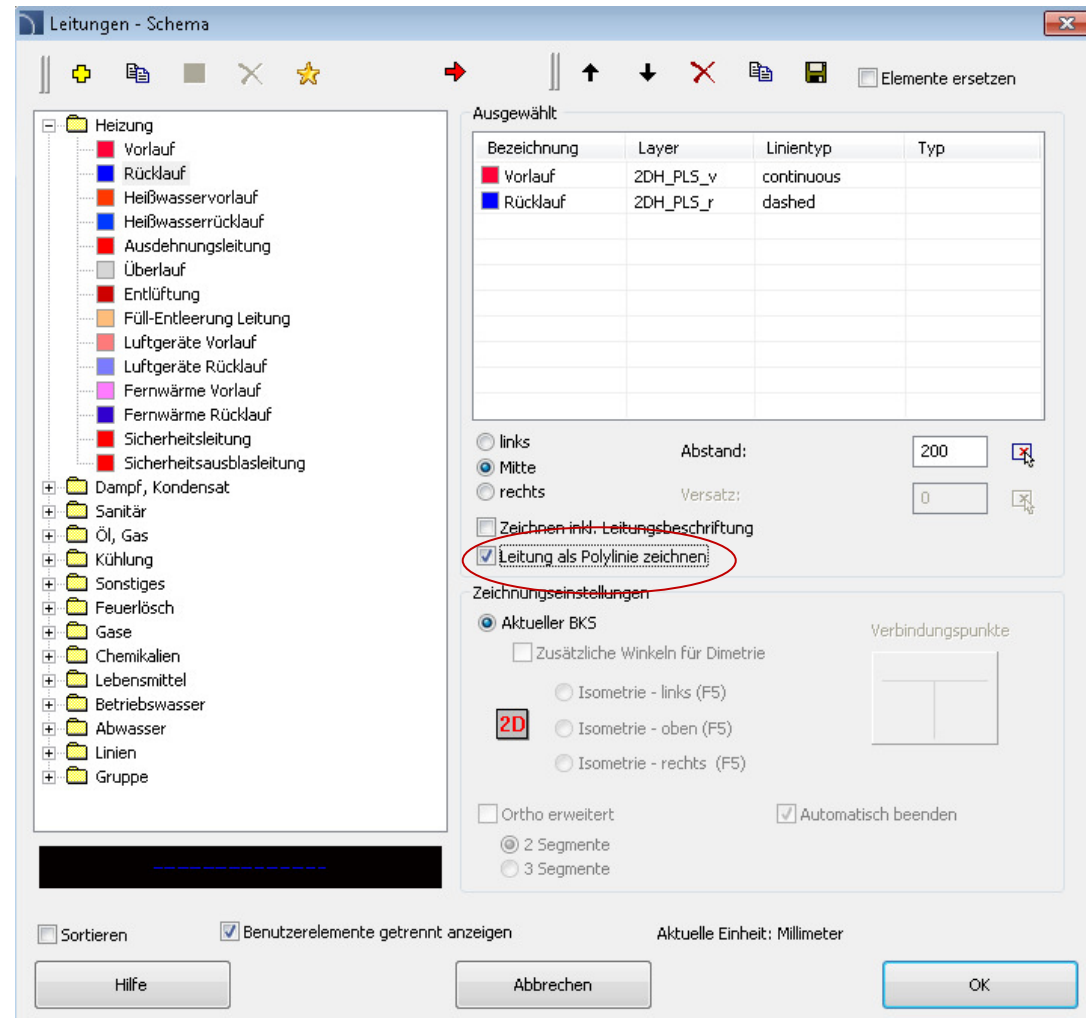 Leitungen - Schema
Elemente ersetzen
Heizung
Vorlauf
Rücklauf
Heißwasservorlauf
Heißwasserrücklauf
Ausdehnungsleitung
Überlauf
Entlüftung
Füll-Entleerung Leitung
Luftgeräte Vorlauf
Luftgeräte Rücklauf
Fernwärme Vorlauf
Fernwärme Rücklauf
Sicherheitsleitung
Sicherheitsausblasleitung
Dampf, Kondensat
Sanitär
Öl, Gas
Kühlung
Sonstiges
Feuerlösch
Gase
Chemikalien
Lebensmittel
Betriebswasser
Abwasser
Linien
Gruppe
Ausgewählt
Bezeichnung Layer Linientyp Typ
Vorlauf 2DH_PLS_v continuous
Rücklauf 2DH_PLS_r dashed
links
Mitte
rechts
Abstand: 200
Versatz: 0
Zeichnen inkl. Leitungsbeschriftung
Leitung als Polylinie zeichnen
Zeichnungseinstellungen
Aktueller BKS
Zusätzliche Winkeln für Dimetrie
2D
Isometrie - links (F5)
Isometrie - oben (F5)
Isometrie - rechts (F5)
Verbindungspunkte
Ortho erweitert
2 Segmente
3 Segmente
Automatisch beenden
Sortieren
Benutzerelemente getrennt anzeigen
Aktuelle Einheit: Millimeter
Hilfe
Abbrechen
OK